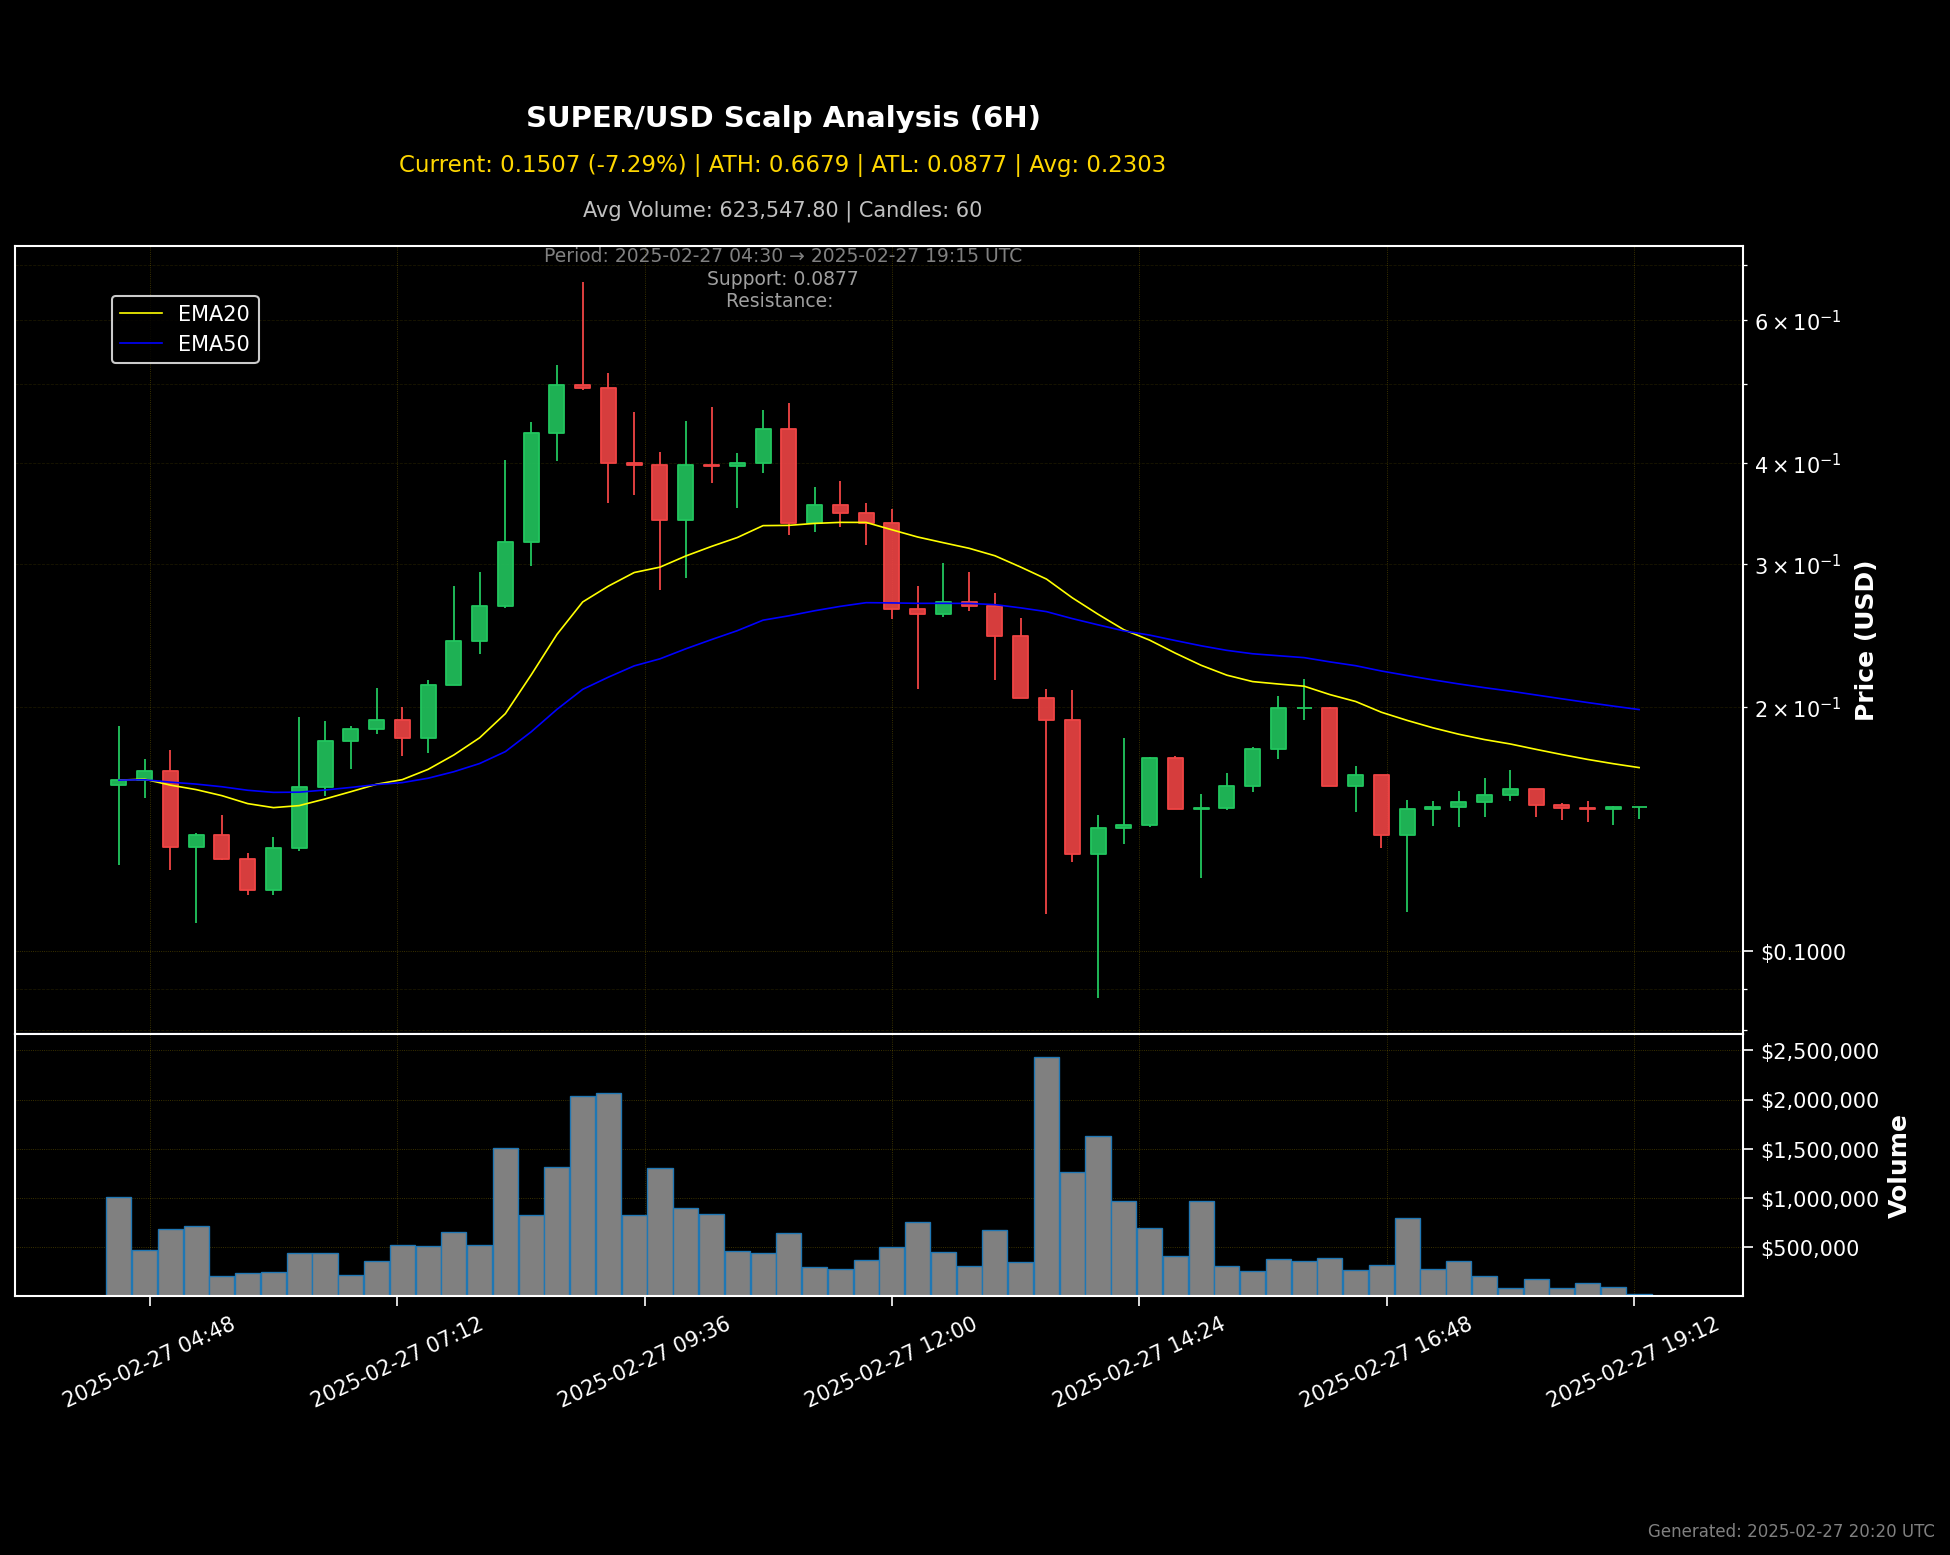 SUPER/USD Scalp Analysis (6H)
Current: 0.1507 (-7.29%) | ATH: 0.6679 | ATL: 0.0877 | Avg: 0.2303
Avg Volume: 623,547.80 | Candles: 60
Period: 2025-02-27 04:30 → 2025-02-27 19:15 UTC
Support: 0.0877
Resistance:
EMA20
EMA50
6 × 10⁻¹
4 × 10⁻¹
3 × 10⁻¹
2 × 10⁻¹
$0.1000
Price (USD)
$2,500,000
$2,000,000
$1,500,000
$1,000,000
$500,000
Volume
2025-02-27 04:48
2025-02-27 07:12
2025-02-27 09:36
2025-02-27 12:00
2025-02-27 14:24
2025-02-27 16:48
2025-02-27 19:12
Generated: 2025-02-27 20:20 UTC